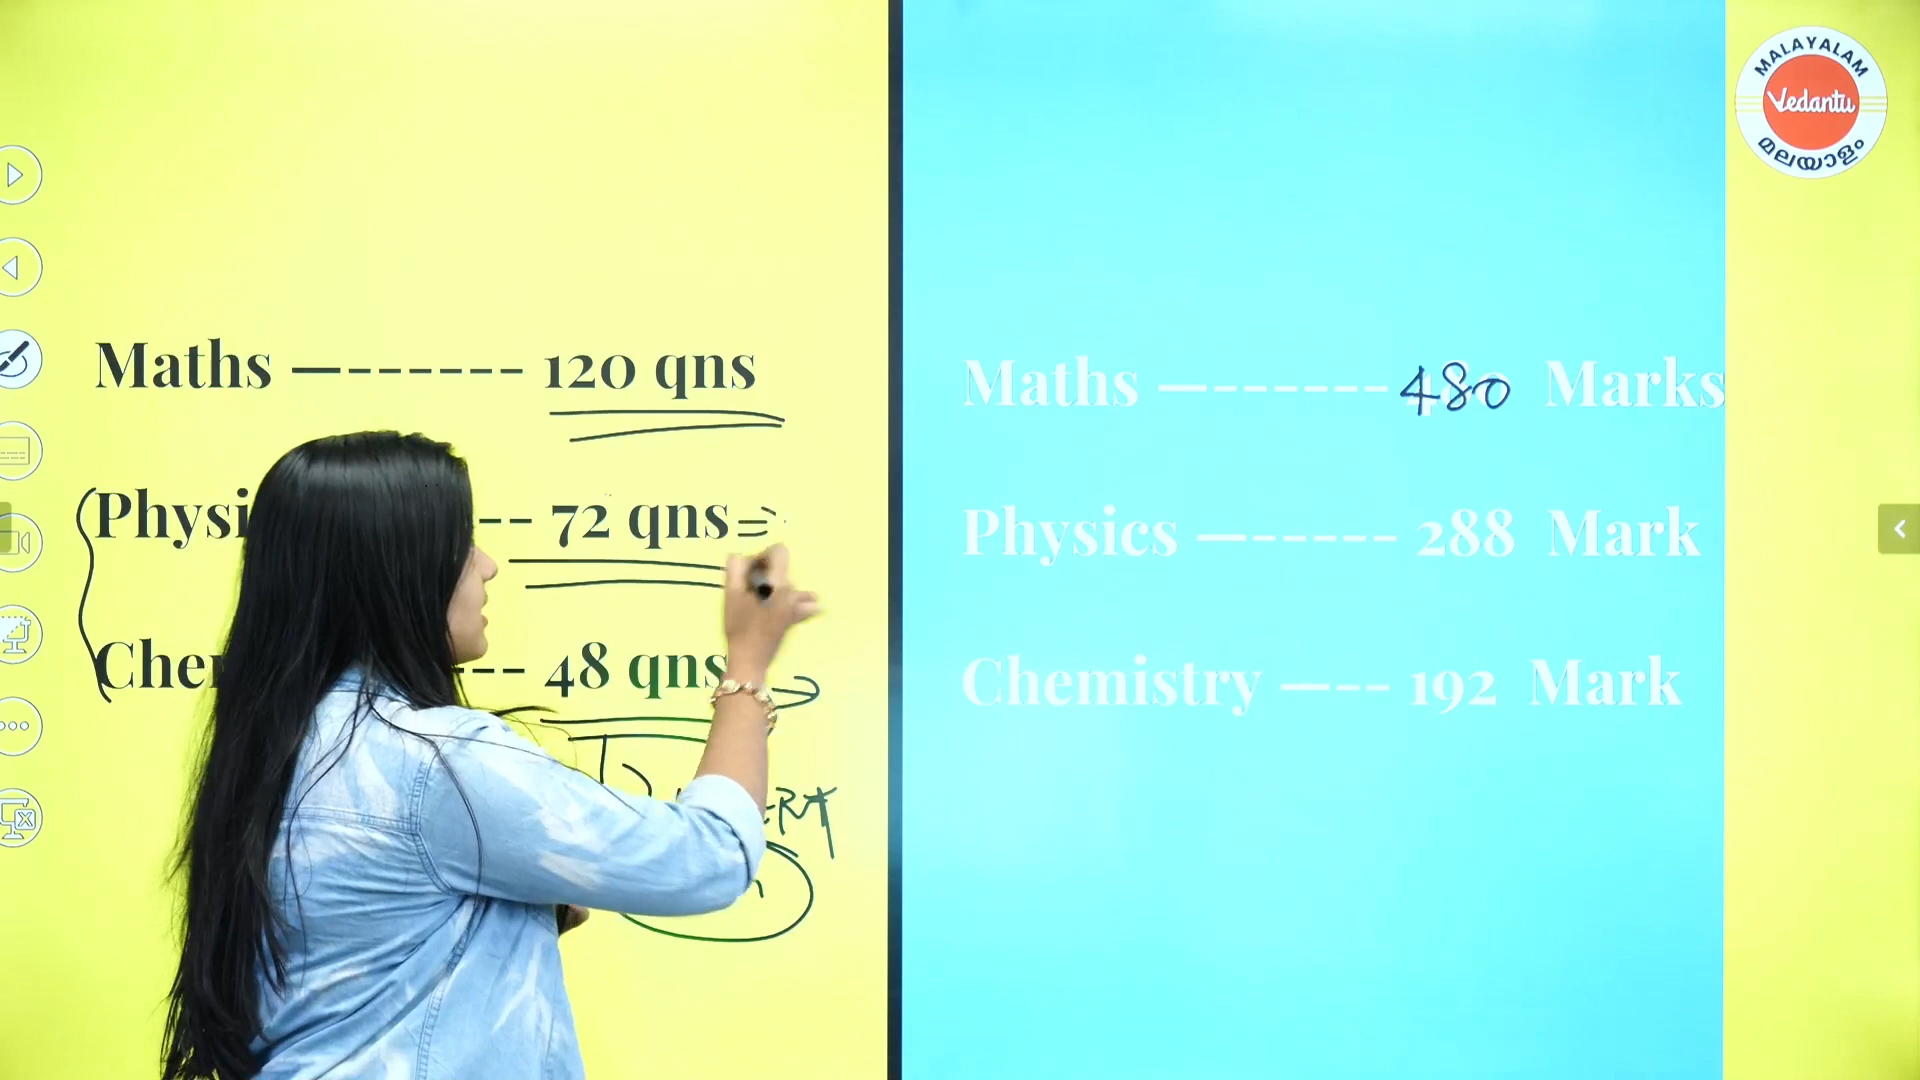 MALAYALAM
Vedantu
മലയാളം
Maths —------- 120 qns
Physi -- 72 qns =
Che -- 48 qns
Maths —------- 480 Marks
Physics —------ 288 Mark
Chemistry —-- 192 Mark